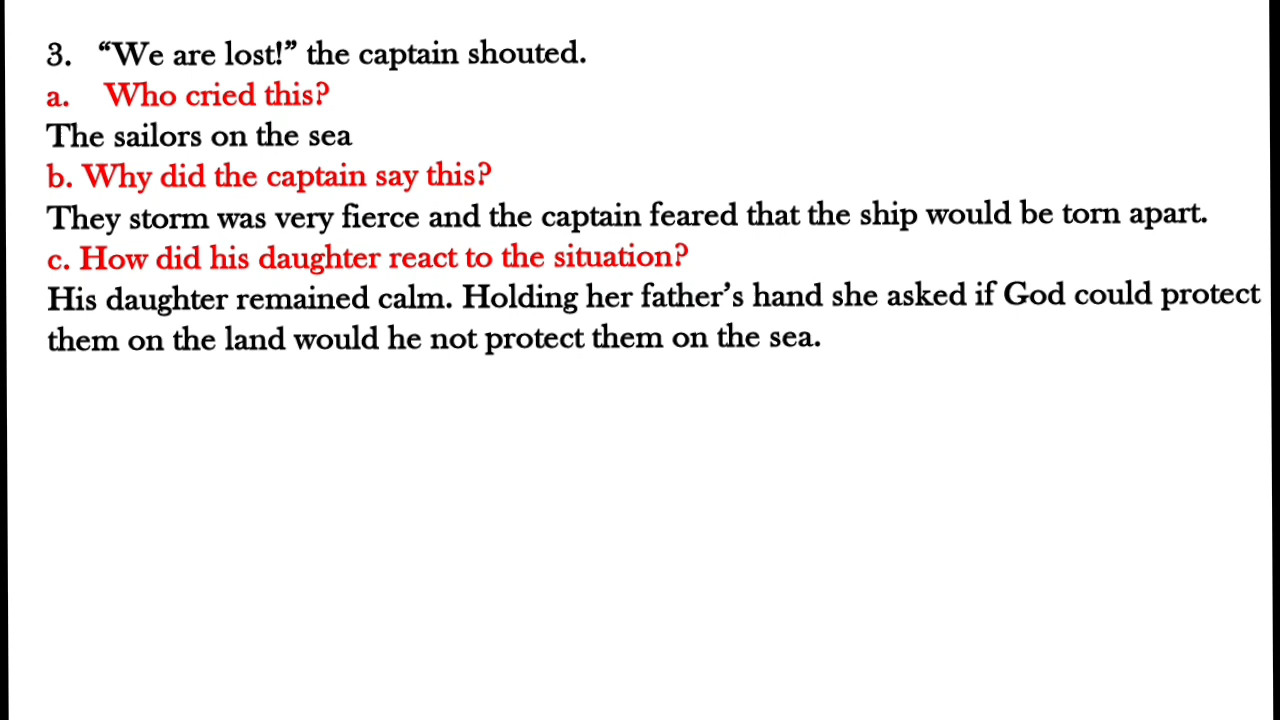 3. “We are lost!” the captain shouted.
a. Who cried this?
The sailors on the sea
b. Why did the captain say this?
They storm was very fierce and the captain feared that the ship would be torn apart.
c. How did his daughter react to the situation?
His daughter remained calm. Holding her father’s hand she asked if God could protect
them on the land would he not protect them on the sea.